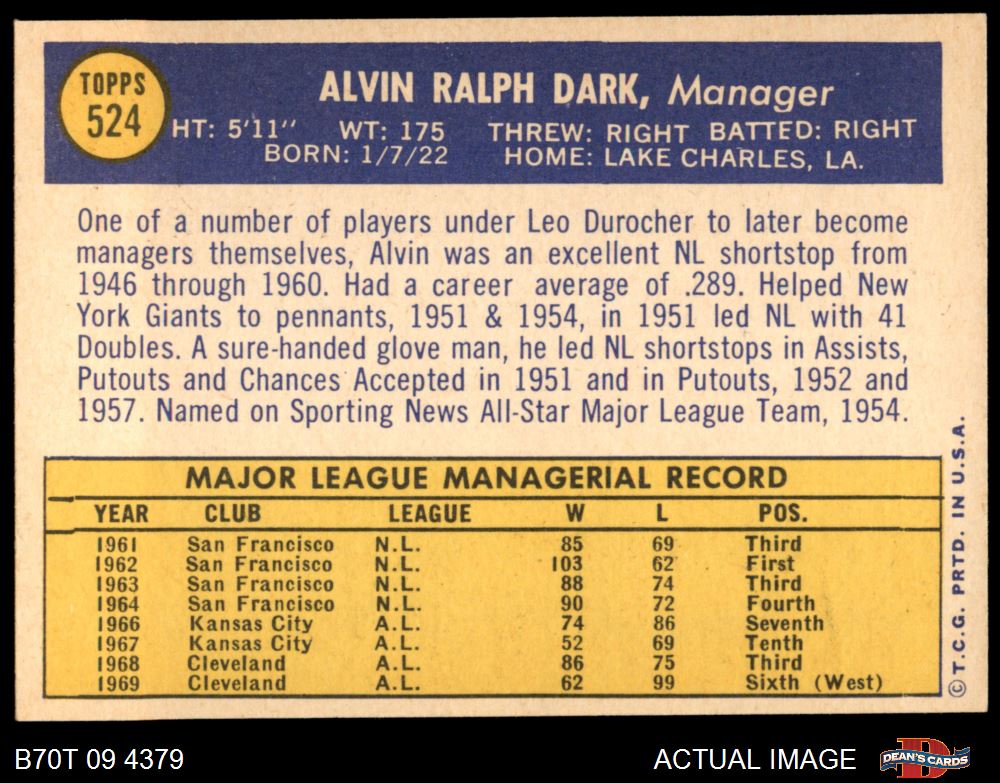 TOPPS
524
ALVIN RALPH DARK, Manager
HT: 5'11" WT: 175 THREW: RIGHT BATTED: RIGHT
BORN: 1/7/22 HOME: LAKE CHARLES, LA.
One of a number of players under Leo Durocher to later become
managers themselves, Alvin was an excellent NL shortstop from
1946 through 1960. Had a career average of .289. Helped New
York Giants to pennants, 1951 & 1954, in 1951 led NL with 41
Doubles. A sure-handed glove man, he led NL shortstops in Assists,
Putouts and Chances Accepted in 1951 and in Putouts, 1952 and
1957. Named on Sporting News All-Star Major League Team, 1954.
MAJOR LEAGUE MANAGERIAL RECORD
YEAR CLUB LEAGUE W L POS.
1961 San Francisco N.L. 85 69 Third
1962 San Francisco N.L. 103 62 First
1963 San Francisco N.L. 88 74 Third
1964 San Francisco N.L. 90 72 Fourth
1966 Kansas City A.L. 74 86 Seventh
1967 Kansas City A.L. 52 69 Tenth
1968 Cleveland A.L. 86 75 Third
1969 Cleveland A.L. 62 99 Sixth (West)
© T.C.G. PRTD. IN U.S.A.
B70T 09 4379 ACTUAL IMAGE DEAN'S CARDS